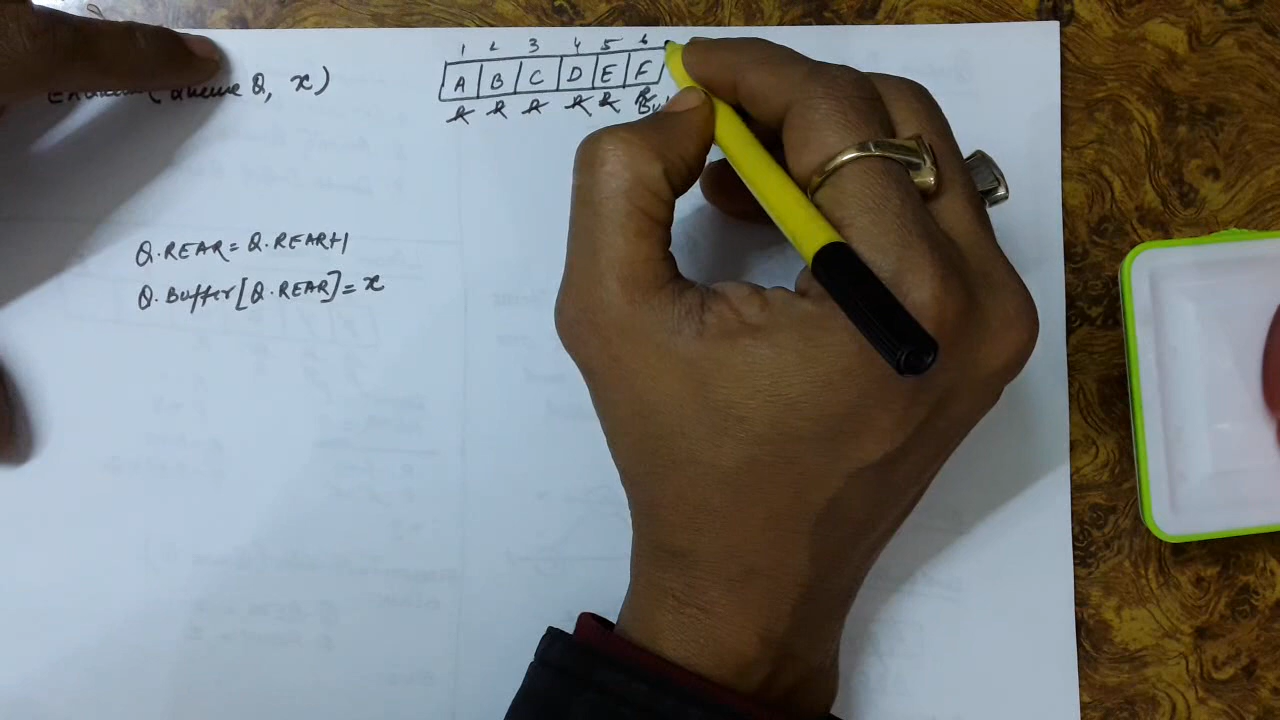 1 2 3 4 5 6
A B C D E F
(Queue Q, x)
R R R R R R
Q.REAR = Q.REAR+1
Q.Buffer[Q.REAR] = x